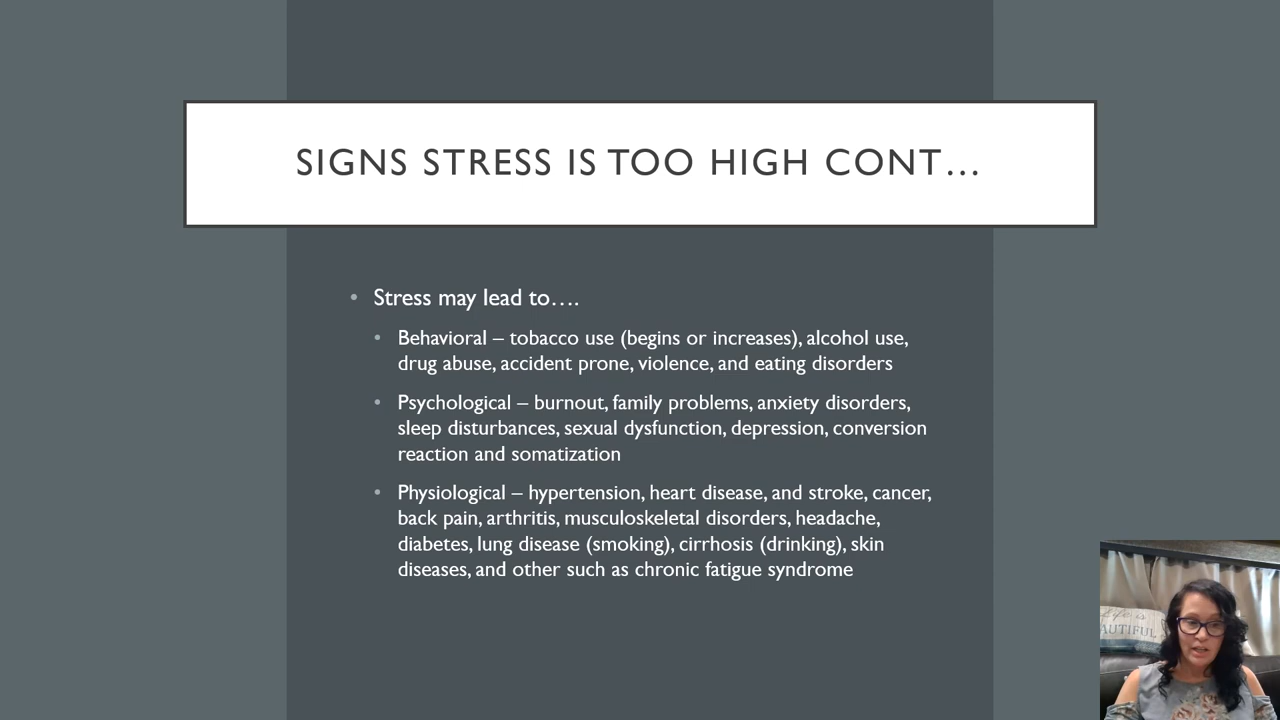 SIGNS STRESS IS TOO HIGH CONT…
• Stress may lead to….
• Behavioral – tobacco use (begins or increases), alcohol use,
drug abuse, accident prone, violence, and eating disorders
• Psychological – burnout, family problems, anxiety disorders,
sleep disturbances, sexual dysfunction, depression, conversion
reaction and somatization
• Physiological – hypertension, heart disease, and stroke, cancer,
back pain, arthritis, musculoskeletal disorders, headache,
diabetes, lung disease (smoking), cirrhosis (drinking), skin
diseases, and other such as chronic fatigue syndrome
Life is
AUTIFUL